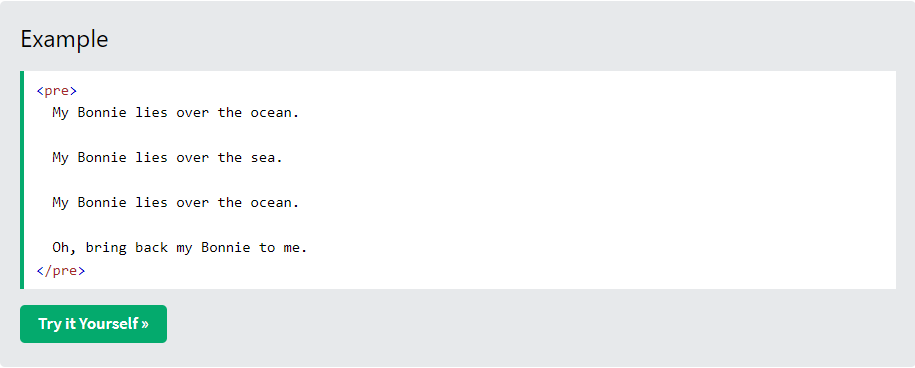 Example
<pre>
  My Bonnie lies over the ocean.
  My Bonnie lies over the sea.
  My Bonnie lies over the ocean.
  Oh, bring back my Bonnie to me.
</pre>
Try it Yourself »